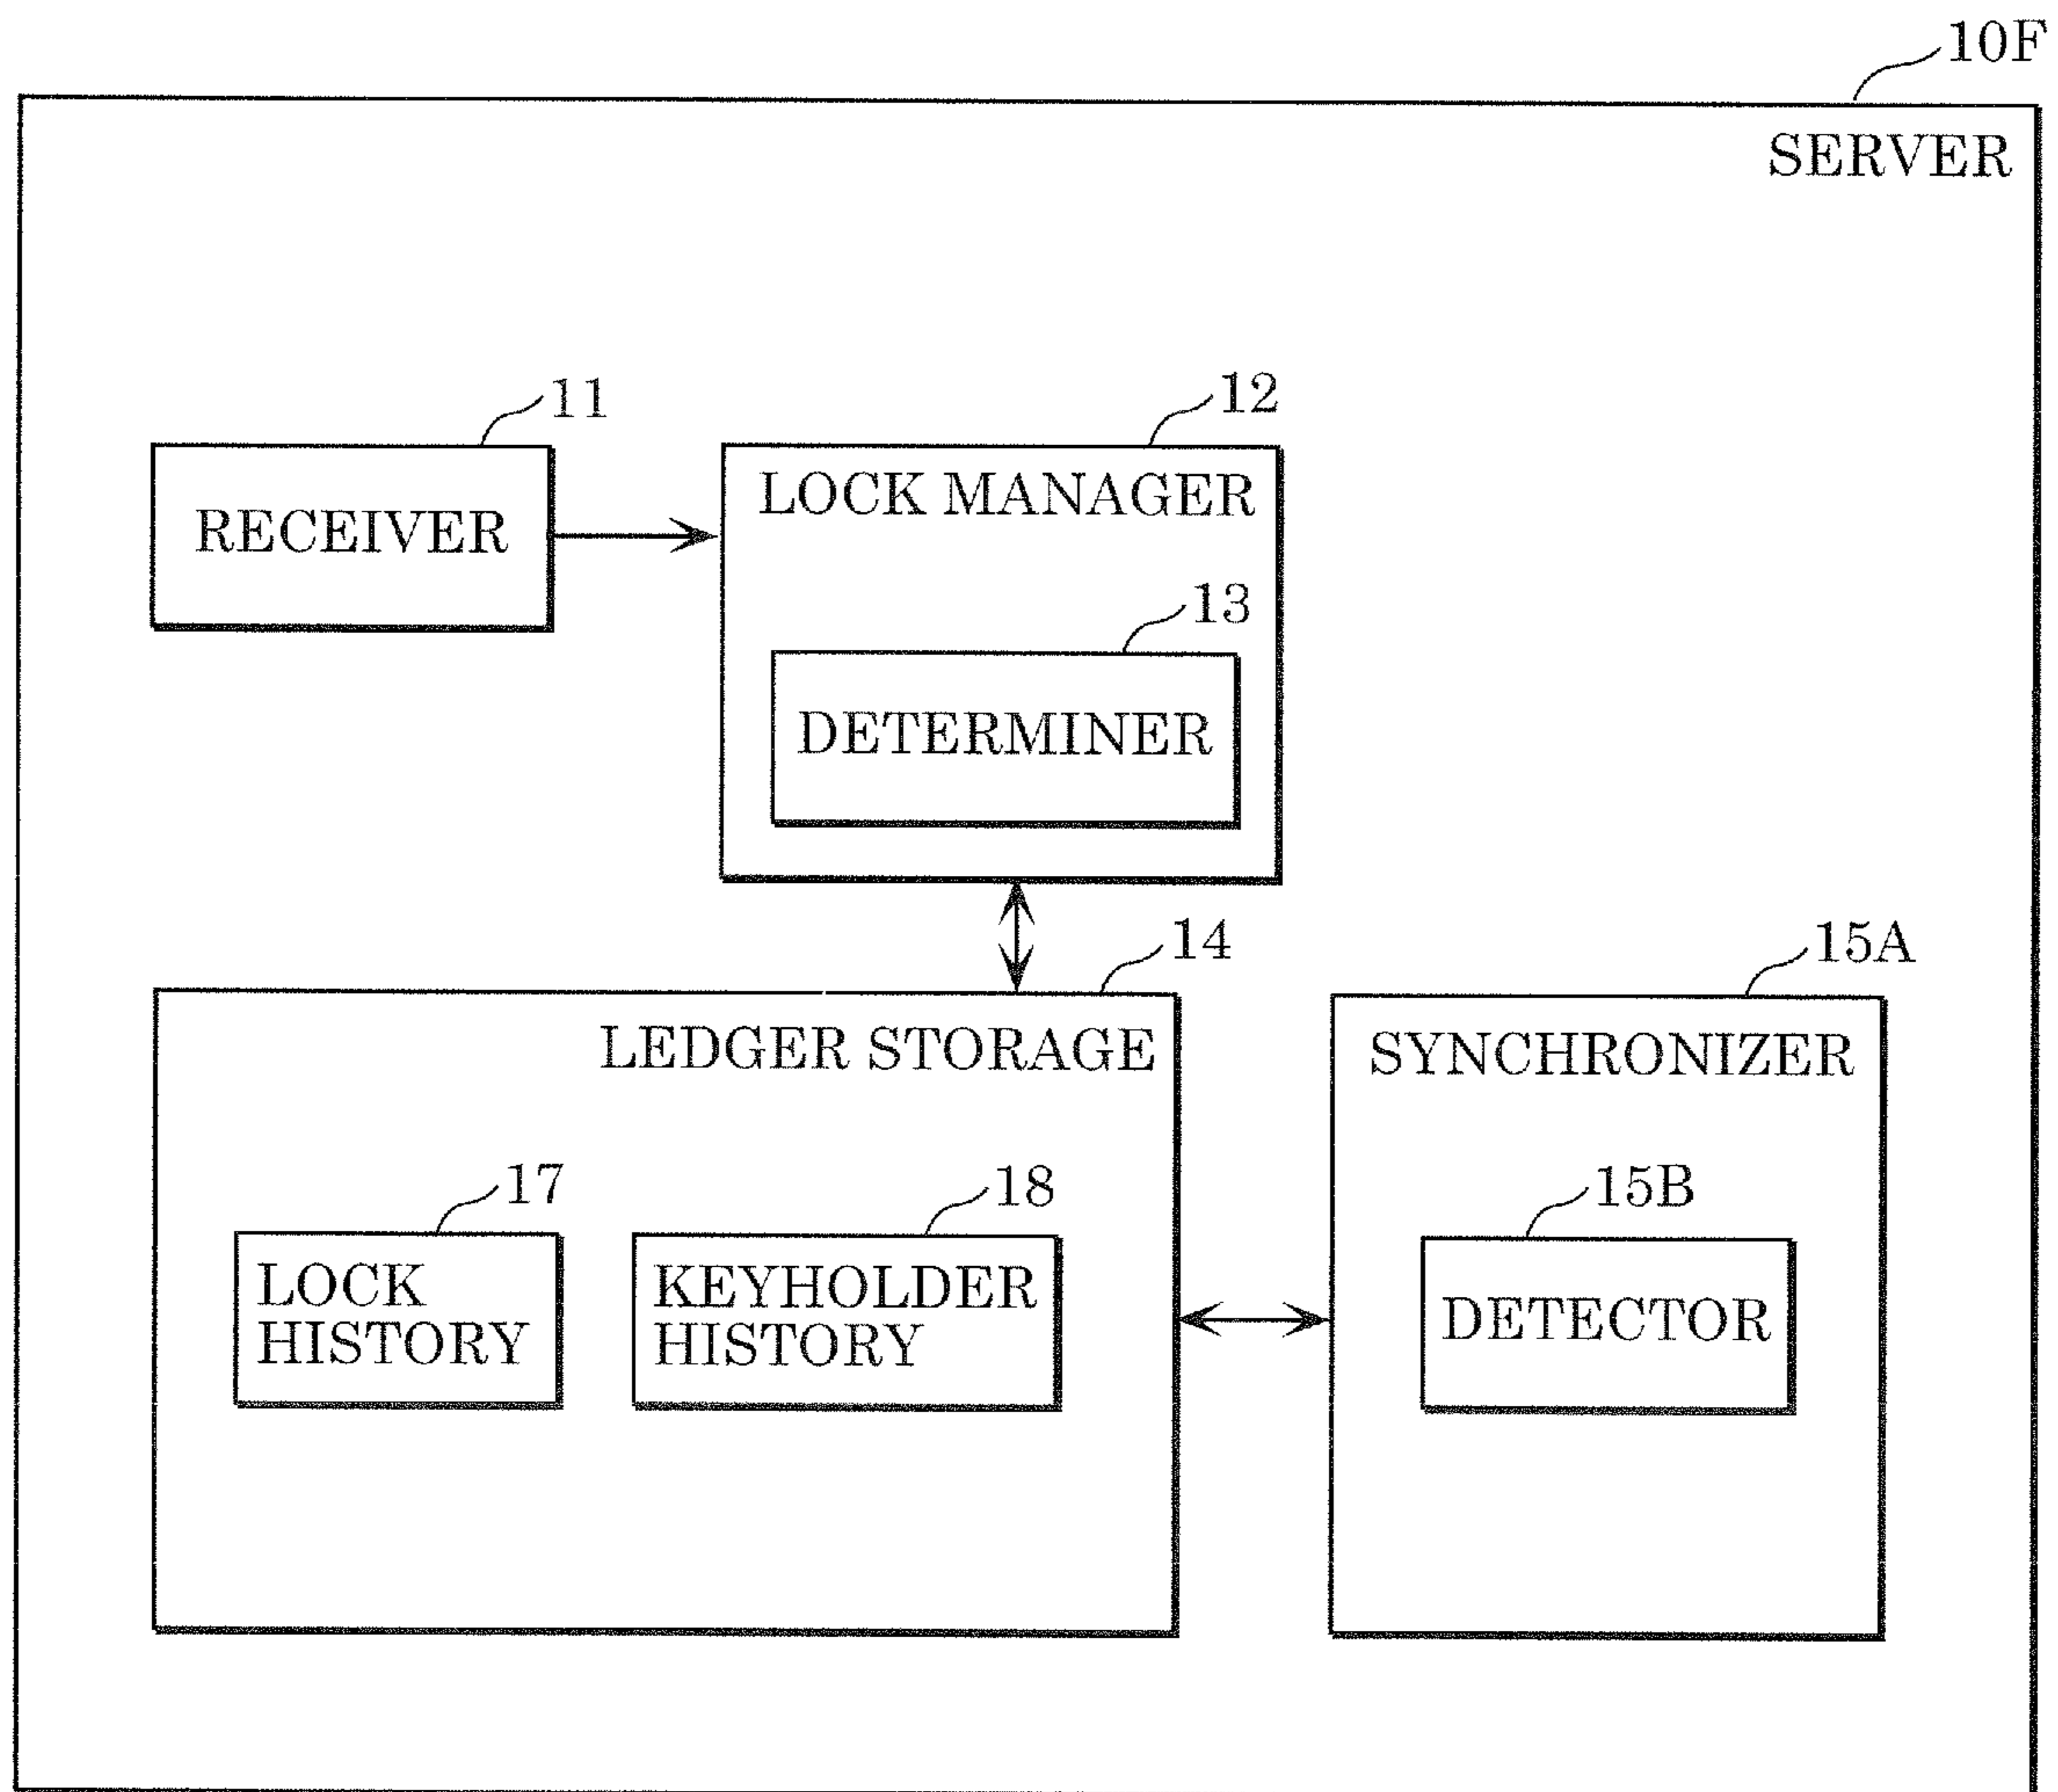 10F
SERVER
11
12
RECEIVER
LOCK MANAGER
13
DETERMINER
14
15A
LEDGER STORAGE
SYNCHRONIZER
17
18
15B
LOCK
HISTORY
KEYHOLDER
HISTORY
DETECTOR